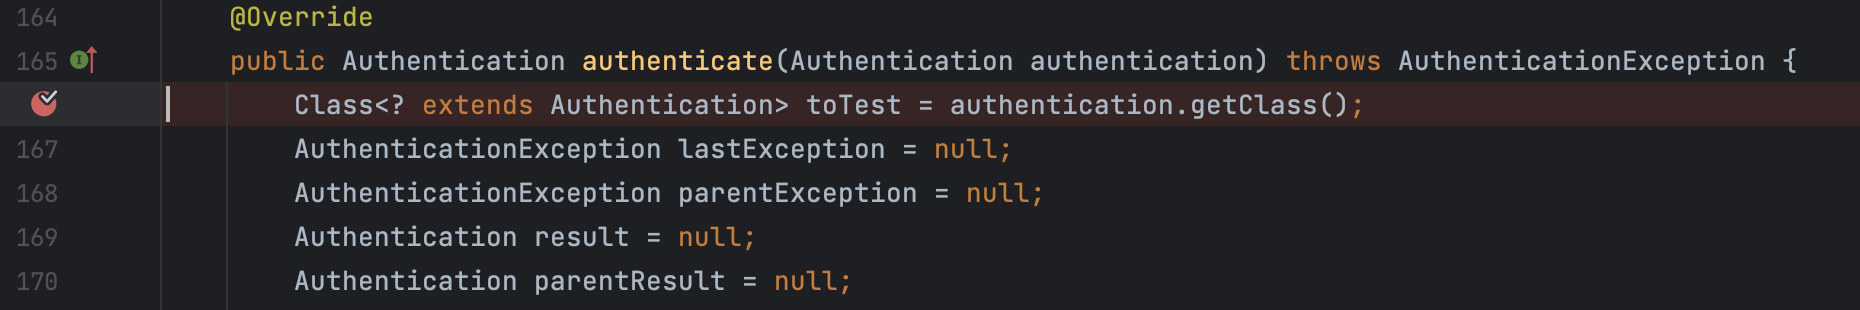 164 @Override
165 public Authentication authenticate(Authentication authentication) throws AuthenticationException {
Class<? extends Authentication> toTest = authentication.getClass();
167 AuthenticationException lastException = null;
168 AuthenticationException parentException = null;
169 Authentication result = null;
170 Authentication parentResult = null;